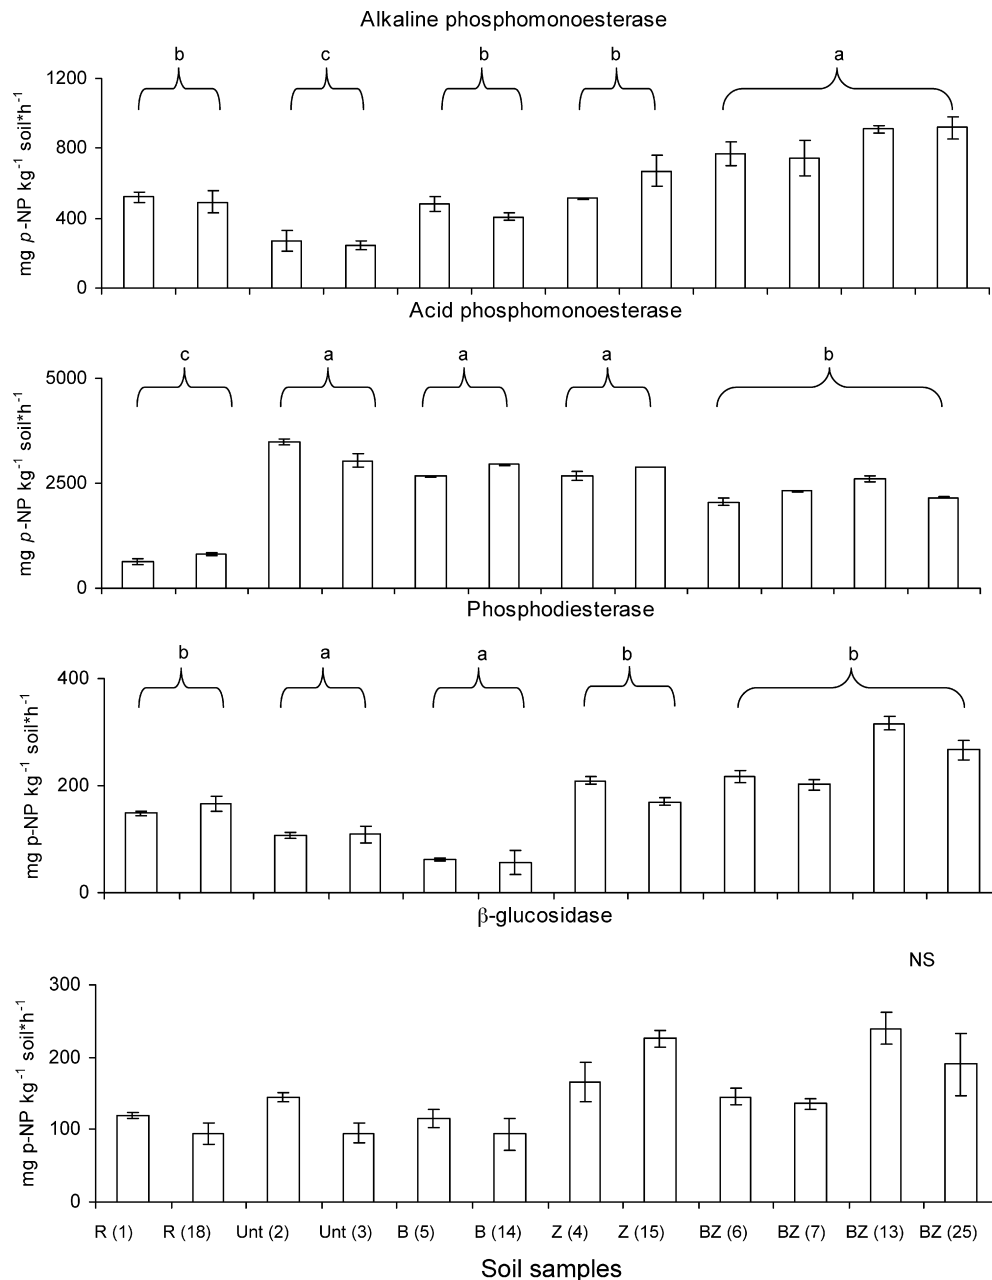 Alkaline phosphomonoesterase
b c b b a
1200
800
400
0
mg p-NP kg-1 soil*h-1
Acid phosphomonoesterase
c a a a b
5000
2500
0
mg p-NP kg-1 soil*h-1
Phosphodiesterase
b a a b b
400
200
0
mg p-NP kg-1 soil*h-1
β-glucosidase
NS
300
200
100
0
mg p-NP kg-1 soil*h-1
R (1) R (18) Unt (2) Unt (3) B (5) B (14) Z (4) Z (15) BZ (6) BZ (7) BZ (13) BZ (25)
Soil samples